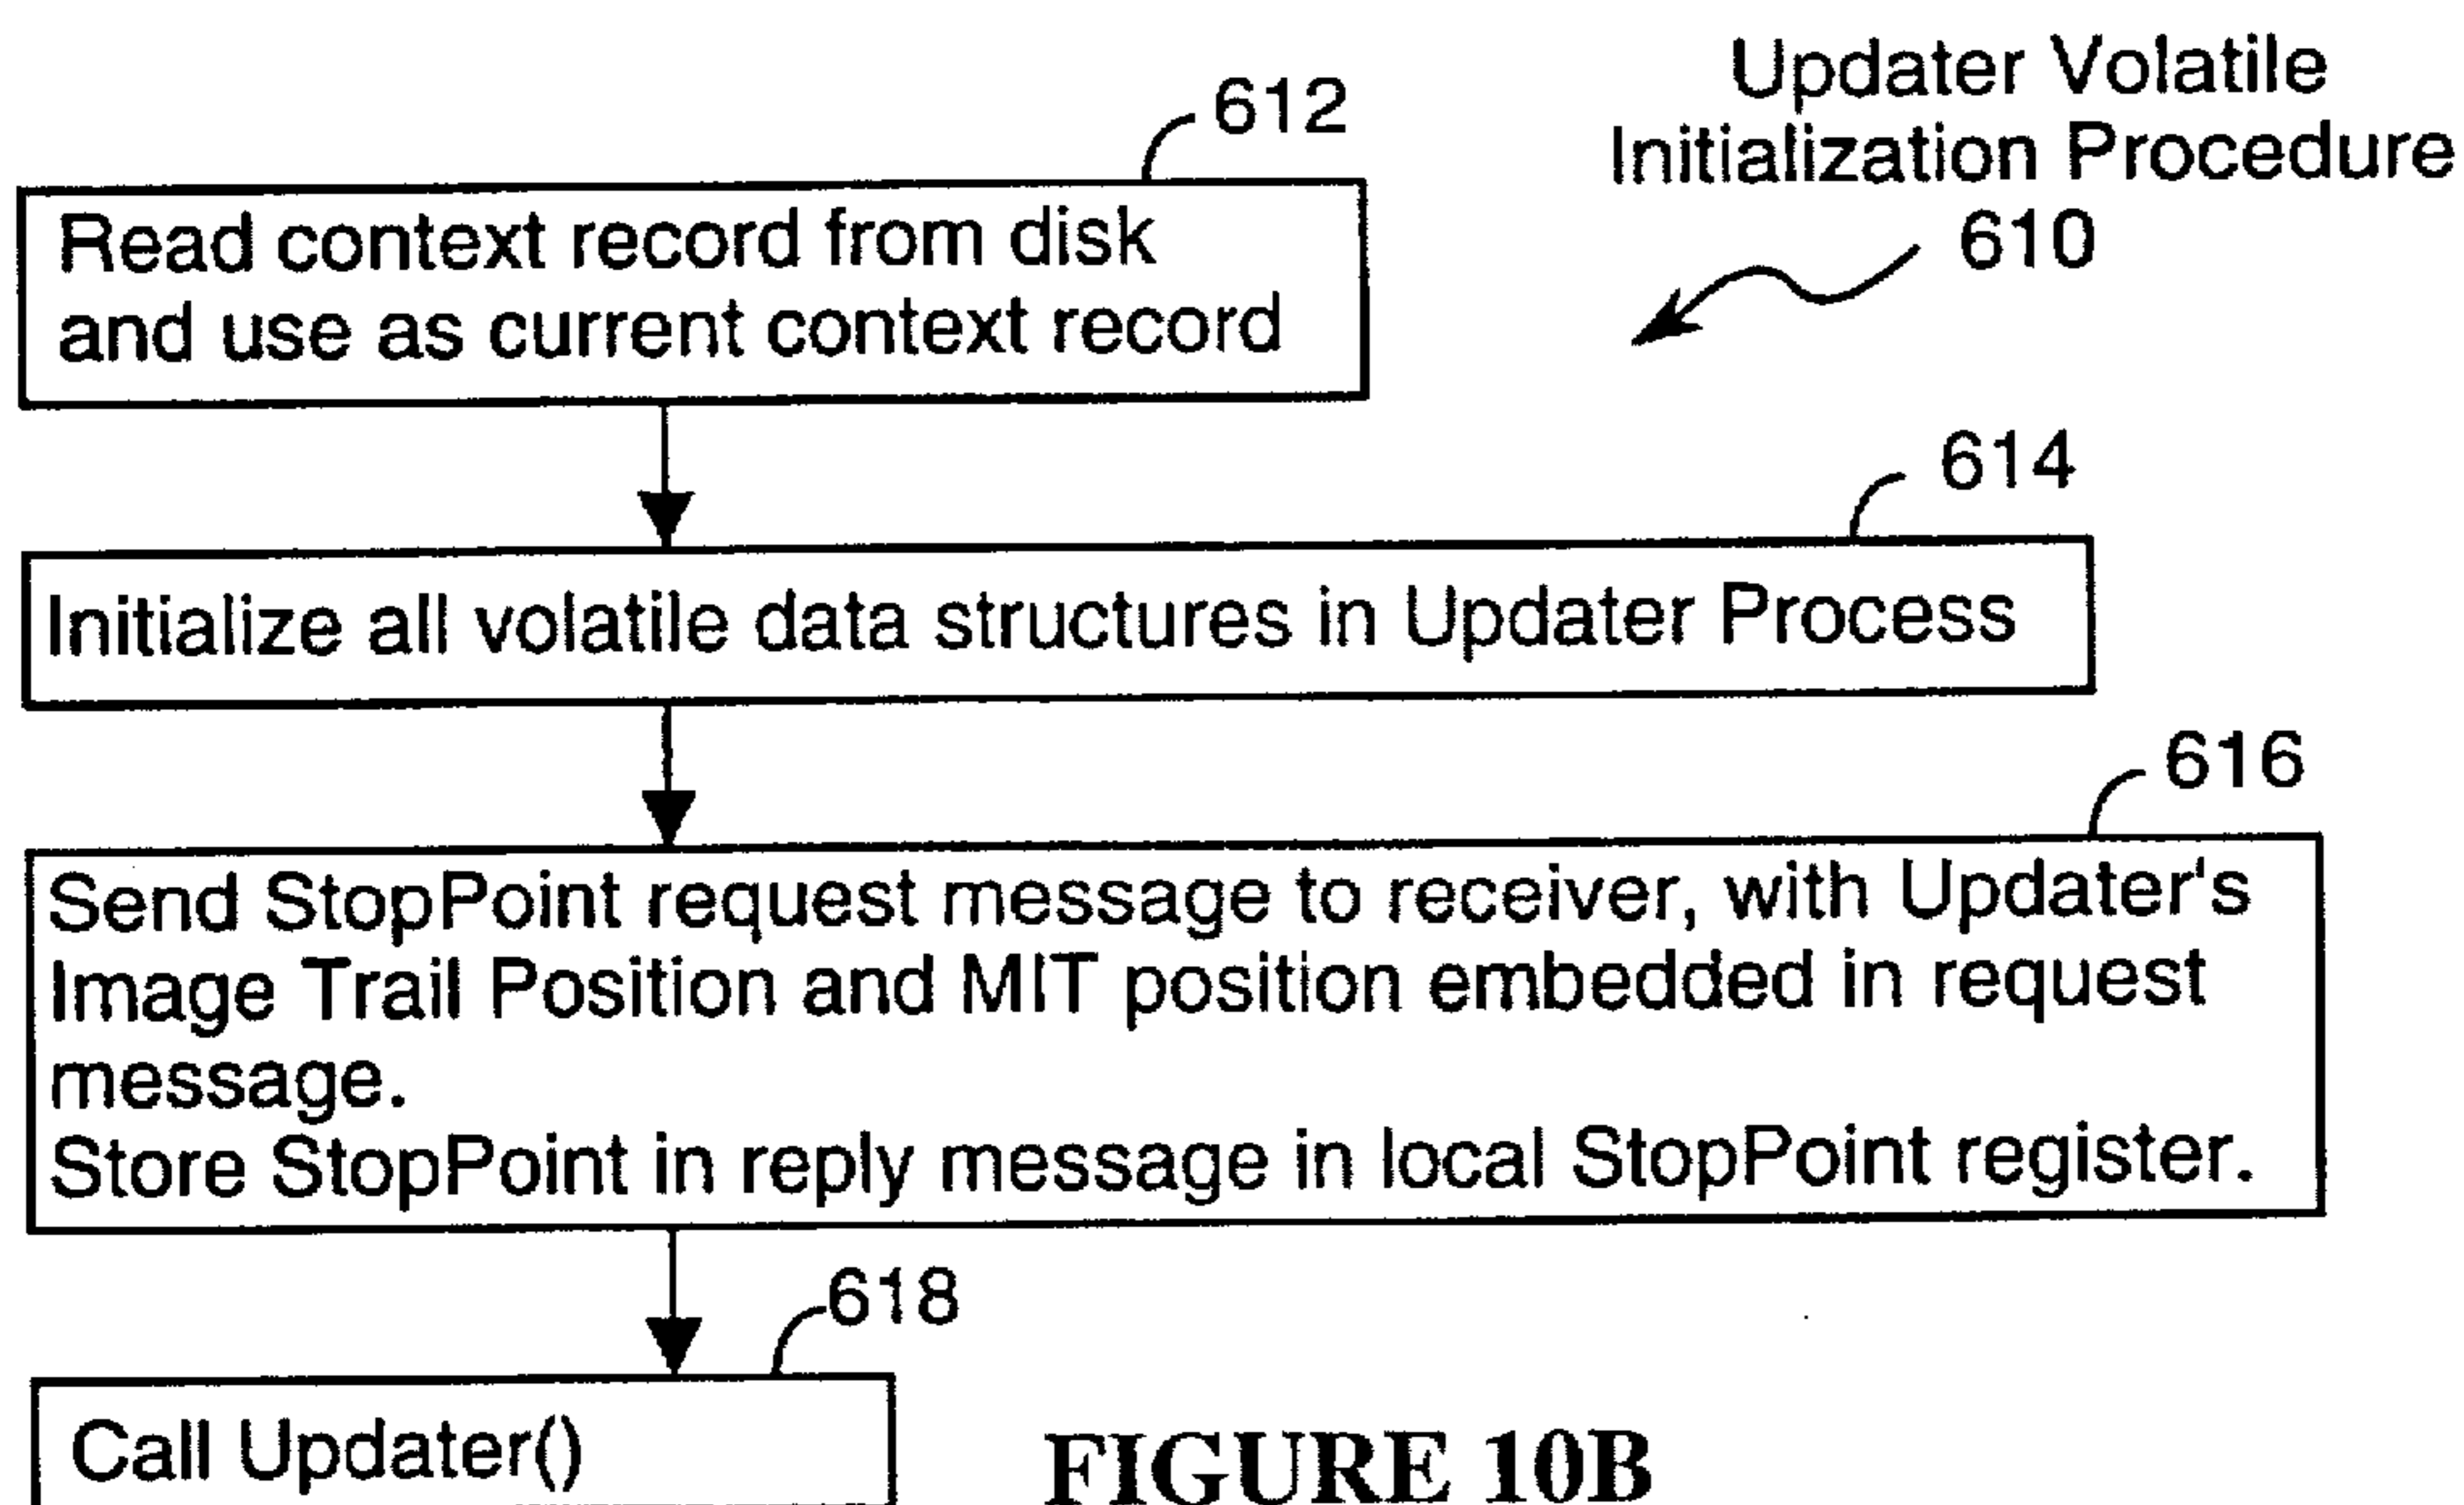 Updater Volatile
Initialization Procedure
610
612
Read context record from disk
and use as current context record
614
Initialize all volatile data structures in Updater Process
616
Send StopPoint request message to receiver, with Updater's
Image Trail Position and MIT position embedded in request
message.
Store StopPoint in reply message in local StopPoint register.
618
Call Updater()
FIGURE 10B